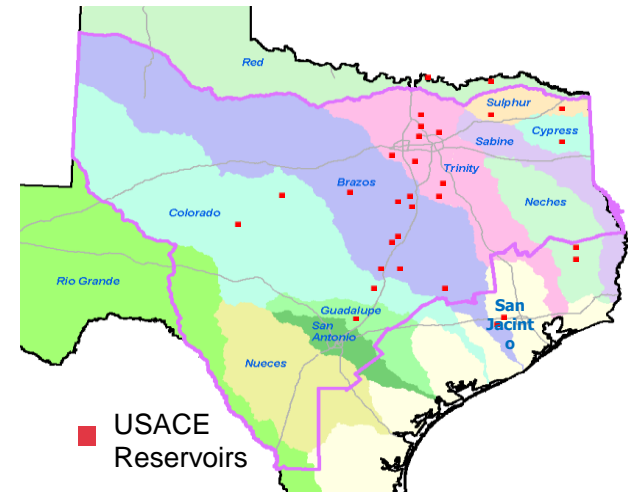 Red
Sulphur
Cypress
Sabine
Trinity
Brazos
Neches
Colorado
Rio Grande
Guadalupe
San
Jacint
o
San
Antonio
Nueces
USACE
Reservoirs